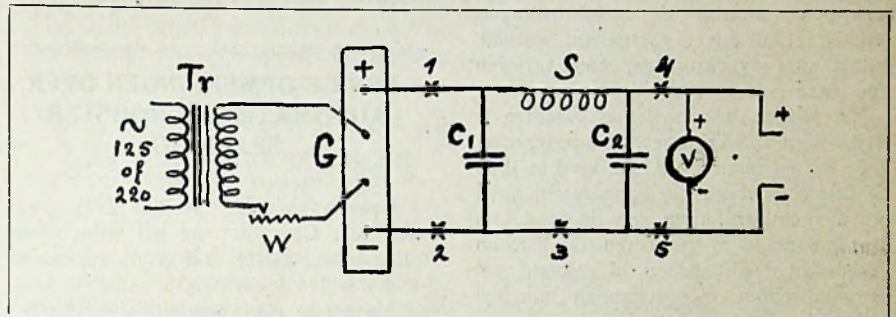 Tr
~
125
of
220
W
G
+
−
1
2
C₁
S
3
C₂
4
5
+
V
-
+
-